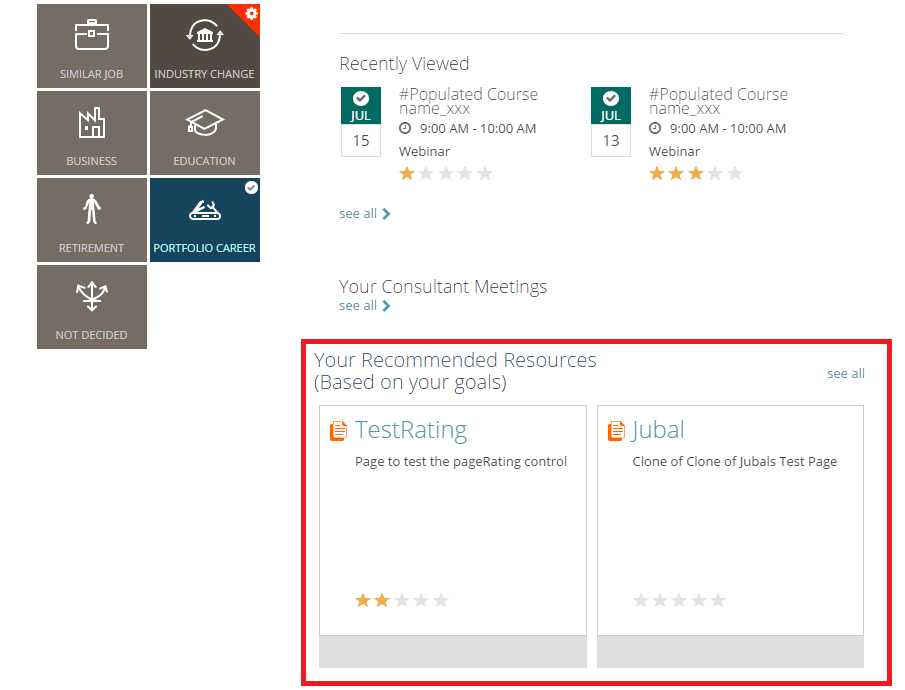 SIMILAR JOB
INDUSTRY CHANGE
BUSINESS
EDUCATION
RETIREMENT
PORTFOLIO CAREER
NOT DECIDED
Recently Viewed
JUL
15
#Populated Course
name_xxx
9:00 AM - 10:00 AM
Webinar
JUL
13
#Populated Course
name_xxx
9:00 AM - 10:00 AM
Webinar
see all
Your Consultant Meetings
see all
Your Recommended Resources
(Based on your goals)
see all
TestRating
Page to test the pageRating control
Jubal
Clone of Clone of Jubals Test Page